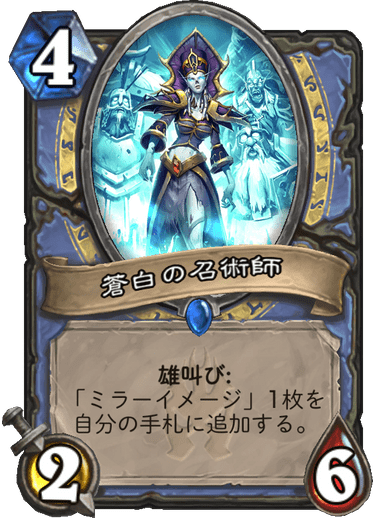 4
蒼白の召術師
雄叫び:
「ミラーイメージ」1枚を
自分の手札に追加する。
2
6